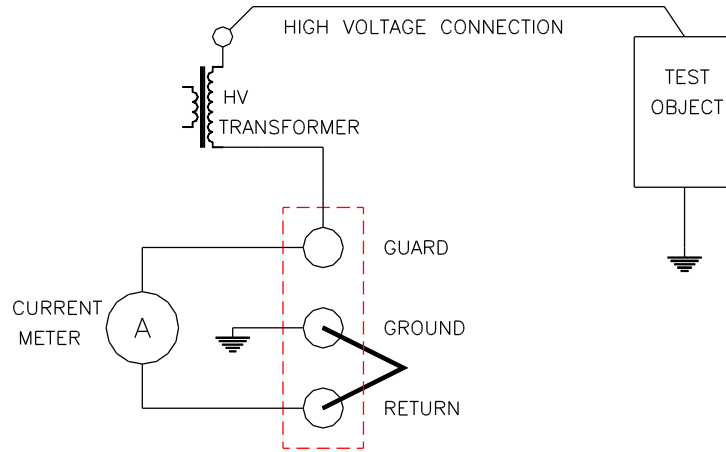 HIGH VOLTAGE CONNECTION
TEST
OBJECT
HV
TRANSFORMER
GUARD
CURRENT
METER
A
GROUND
RETURN